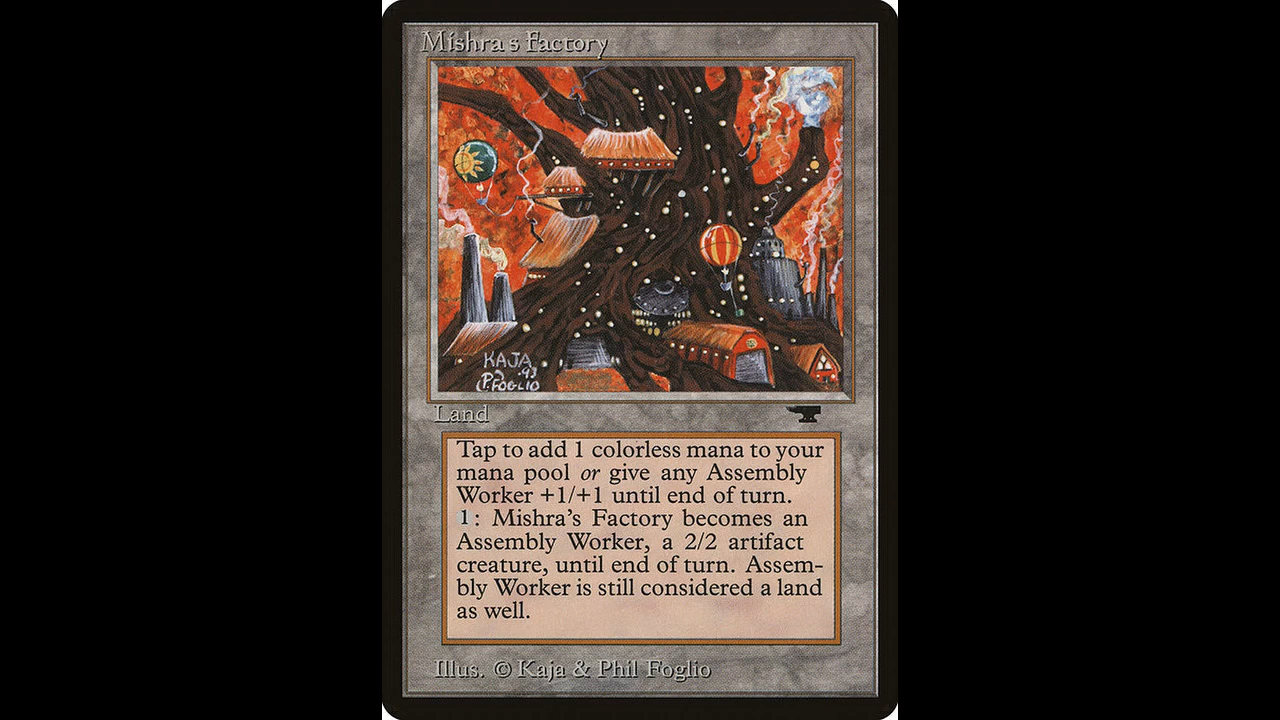 Mishra's Factory
KAJA
.93
P.FOGLIO
Land
Tap to add 1 colorless mana to your
mana pool or give any Assembly
Worker +1/+1 until end of turn.
1: Mishra's Factory becomes an
Assembly Worker, a 2/2 artifact
creature, until end of turn. Assem-
bly Worker is still considered a land
as well.
Illus. © Kaja & Phil Foglio